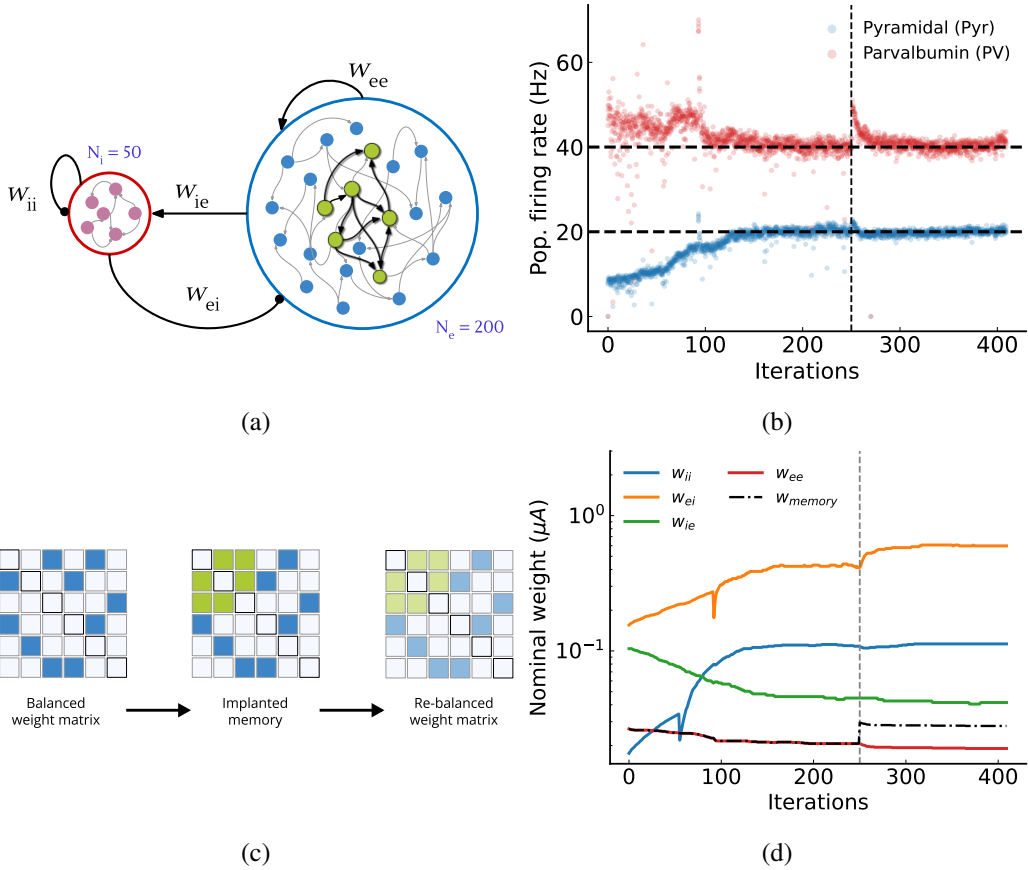 W_ee
N_i = 50
W_ii
W_ie
W_ei
N_e = 200
(a)
Pop. firing rate (Hz)
60
40
20
0
Pyramidal (Pyr)
Parvalbumin (PV)
0 100 200 300 400
Iterations
(b)
Balanced
weight matrix
Implanted
memory
Re-balanced
weight matrix
(c)
Nominal weight (μA)
10⁰
10⁻¹
w_ii
w_ei
w_ie
w_ee
w_memory
0 100 200 300 400
Iterations
(d)